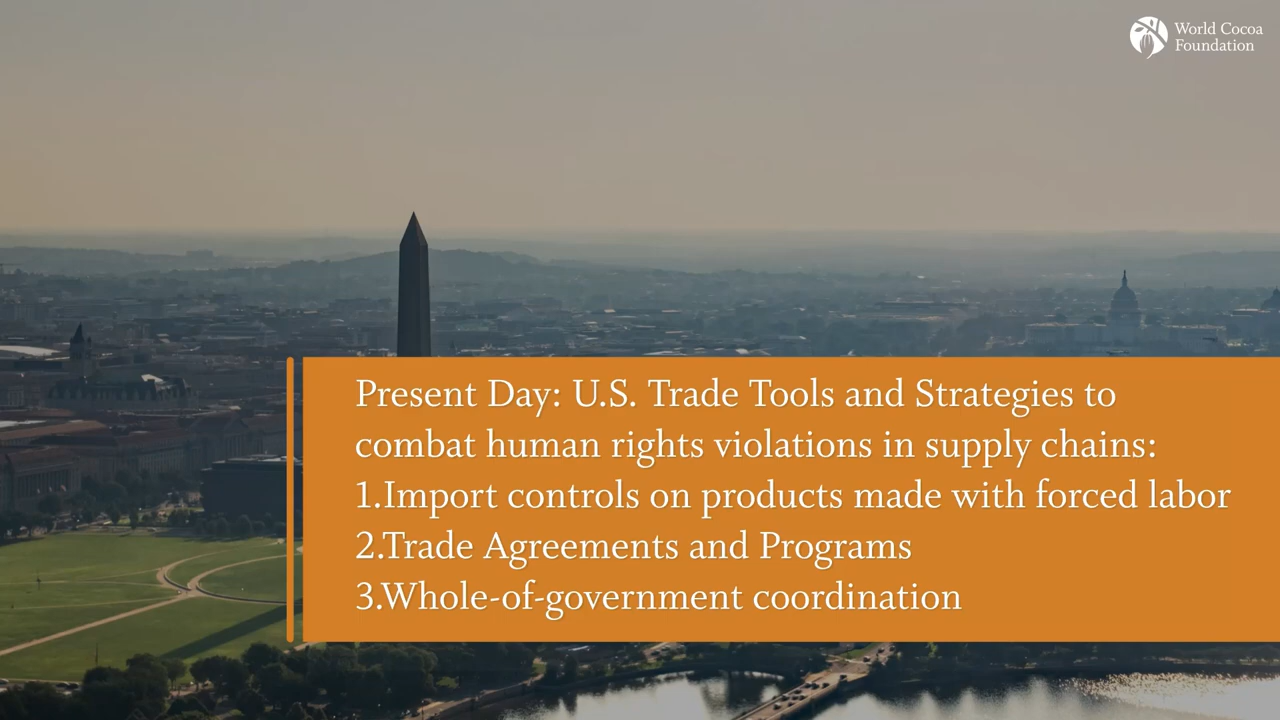 World Cocoa
Foundation
Present Day: U.S. Trade Tools and Strategies to
combat human rights violations in supply chains:
1.Import controls on products made with forced labor
2.Trade Agreements and Programs
3.Whole-of-government coordination